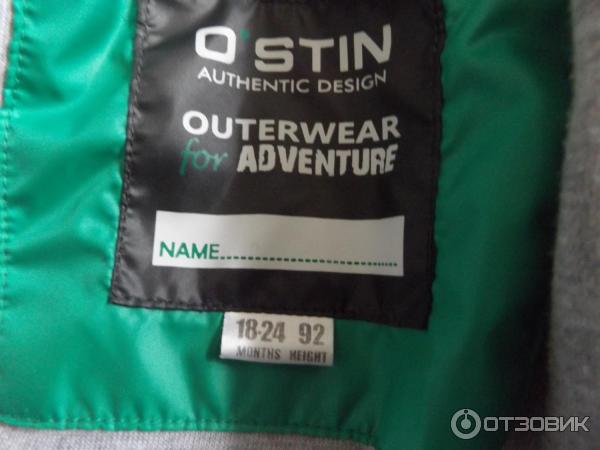 O'STIN
AUTHENTIC DESIGN
OUTERWEAR
for ADVENTURE
NAME..............................
18-24 92
MONTHS HEIGHT
ОТЗОВИК